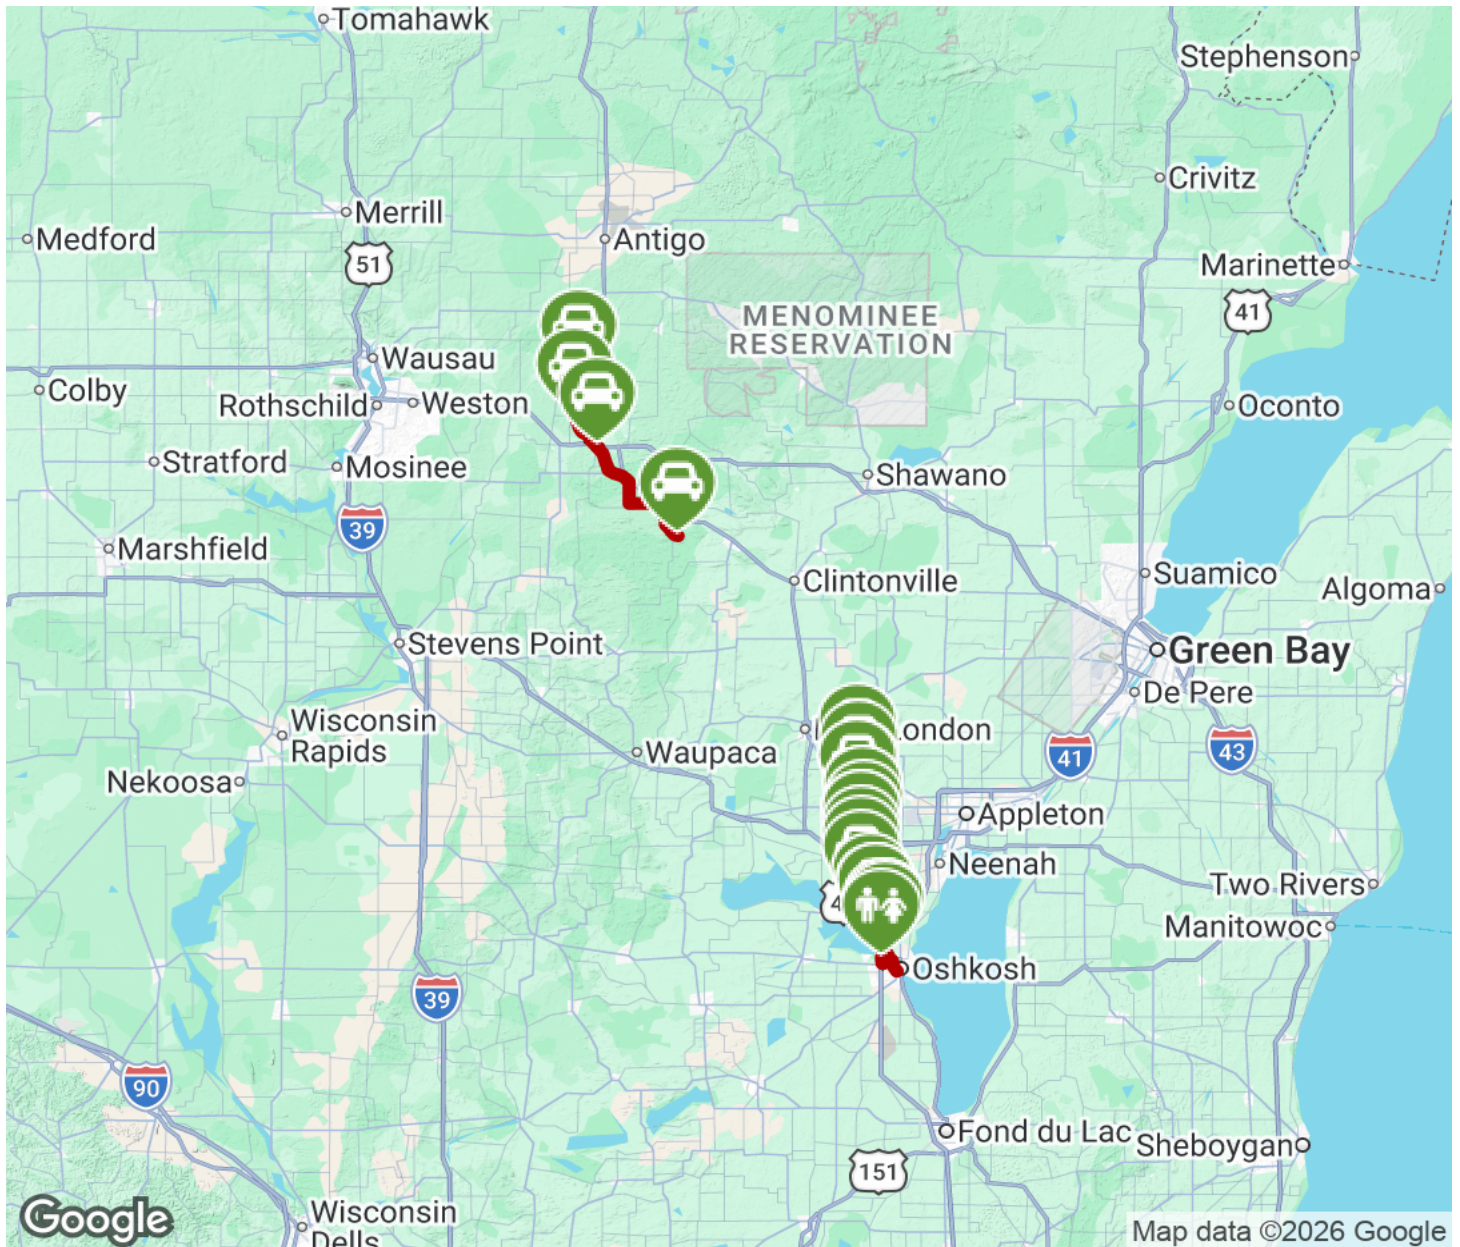 Tomahawk
Stephenson
Crivitz
Merrill
Medford
Antigo
51
Marinette
41
MENOMINEE
RESERVATION
Wausau
Colby
Rothschild
Weston
Oconto
Stratford
Mosinee
Shawano
39
Marshfield
Clintonville
Suamico
Algoma
Stevens Point
Green Bay
De Pere
Wisconsin
Rapids
London
Waupaca
41
43
Nekoosa
Appleton
Neenah
Two Rivers
Manitowoc
Oshkosh
39
90
Fond du Lac
Sheboygan
151
Wisconsin
Dells
Google
Map data ©2026 Google